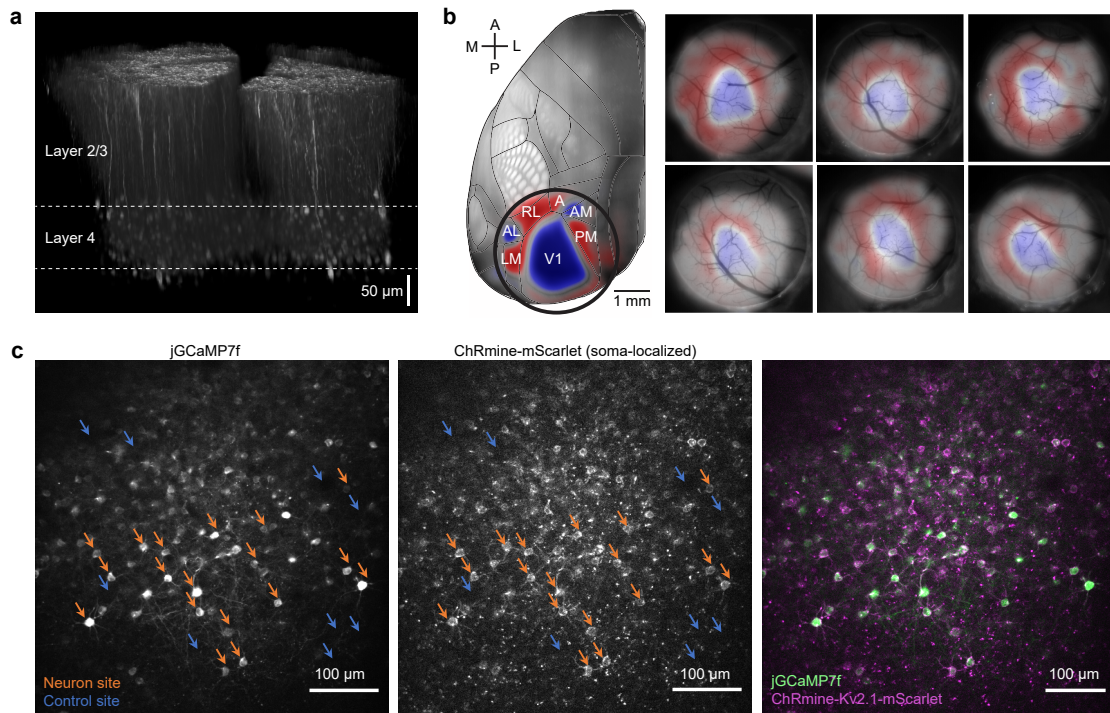 a
Layer 2/3
Layer 4
50 µm
b
A
M L
P
A
RL AM
AL PM
LM V1
1 mm
c
jGCaMP7f
ChRmine-mScarlet (soma-localized)
Neuron site
Control site
100 µm
100 µm
jGCaMP7f
ChRmine-Kv2.1-mScarlet
100 µm